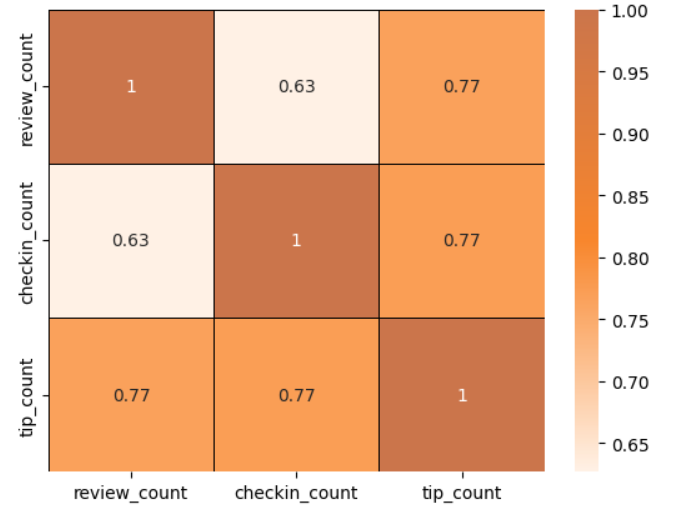 review_count
1
0.63
0.77
checkin_count
0.63
1
0.77
tip_count
0.77
0.77
1
review_count
checkin_count
tip_count
1.00
0.95
0.90
0.85
0.80
0.75
0.70
0.65